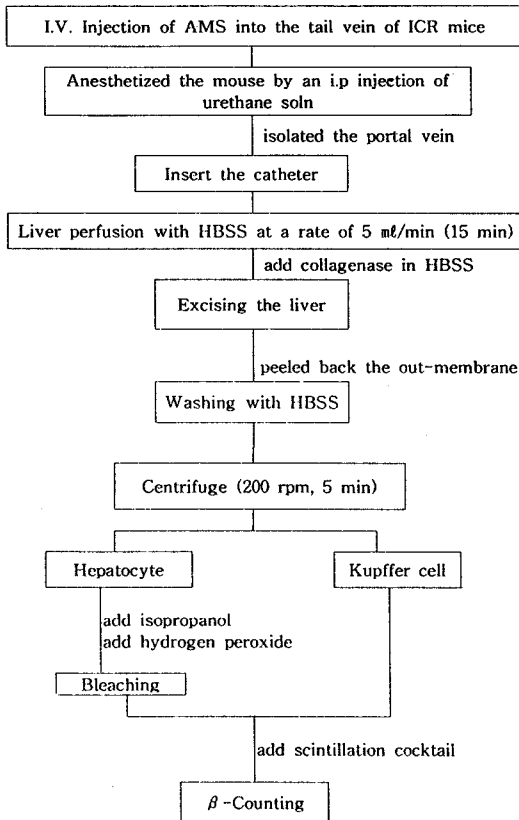 I.V. Injection of AMS into the tail vein of ICR mice
Anesthetized the mouse by an i.p injection of
urethane soln
isolated the portal vein
Insert the catheter
Liver perfusion with HBSS at a rate of 5 ㎖/min (15 min)
add collagenase in HBSS
Excising the liver
peeled back the out-membrane
Washing with HBSS
Centrifuge (200 rpm, 5 min)
Hepatocyte
Kupffer cell
add isopropanol
add hydrogen peroxide
Bleaching
add scintillation cocktail
β-Counting